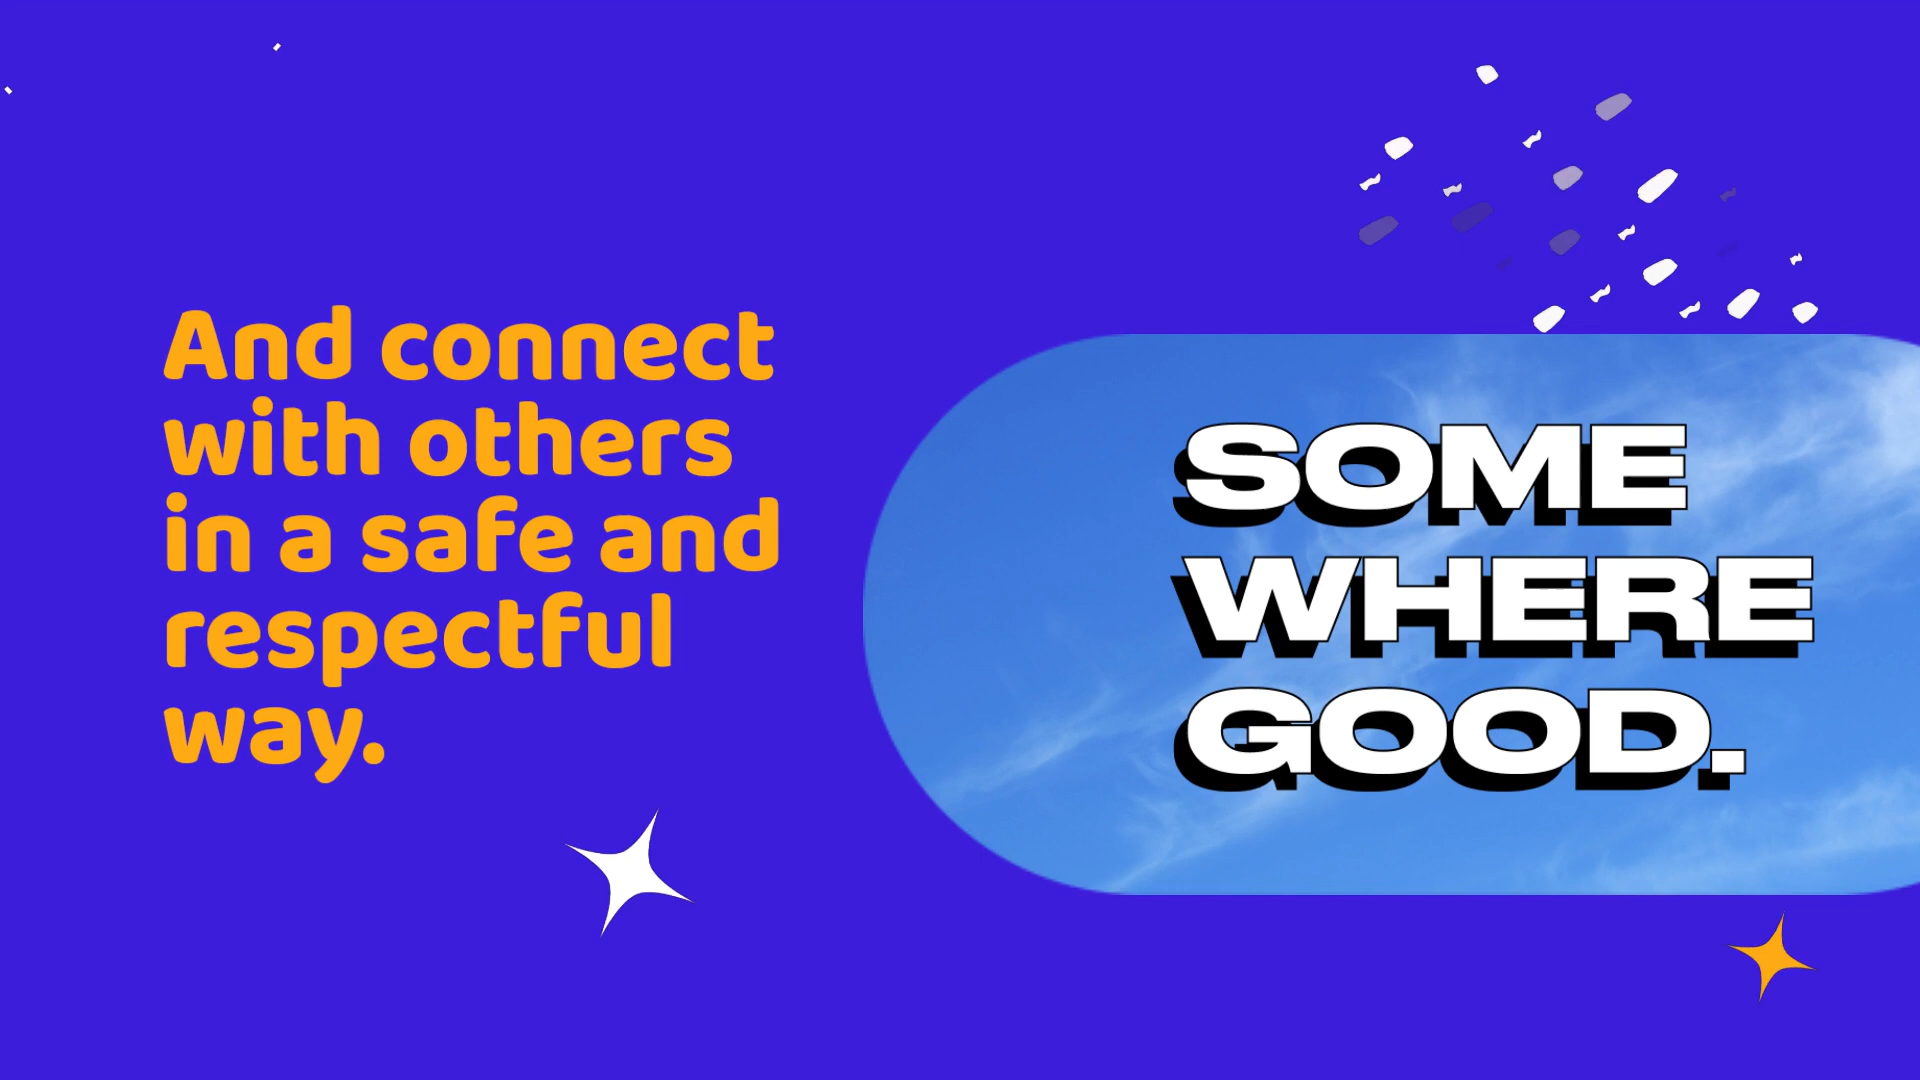 And connect
with others
in a safe and
respectful
way.
SOME
WHERE
GOOD.